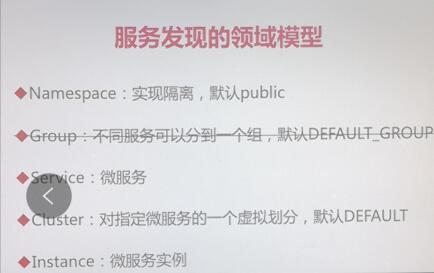 服务发现的领域模型
◆Namespace：实现隔离，默认public
◆Group：不同服务可以分到一个组，默认DEFAULT_GROUP
◆Service：微服务
◆Cluster：对指定微服务的一个虚拟划分，默认DEFAULT
◆Instance：微服务实例